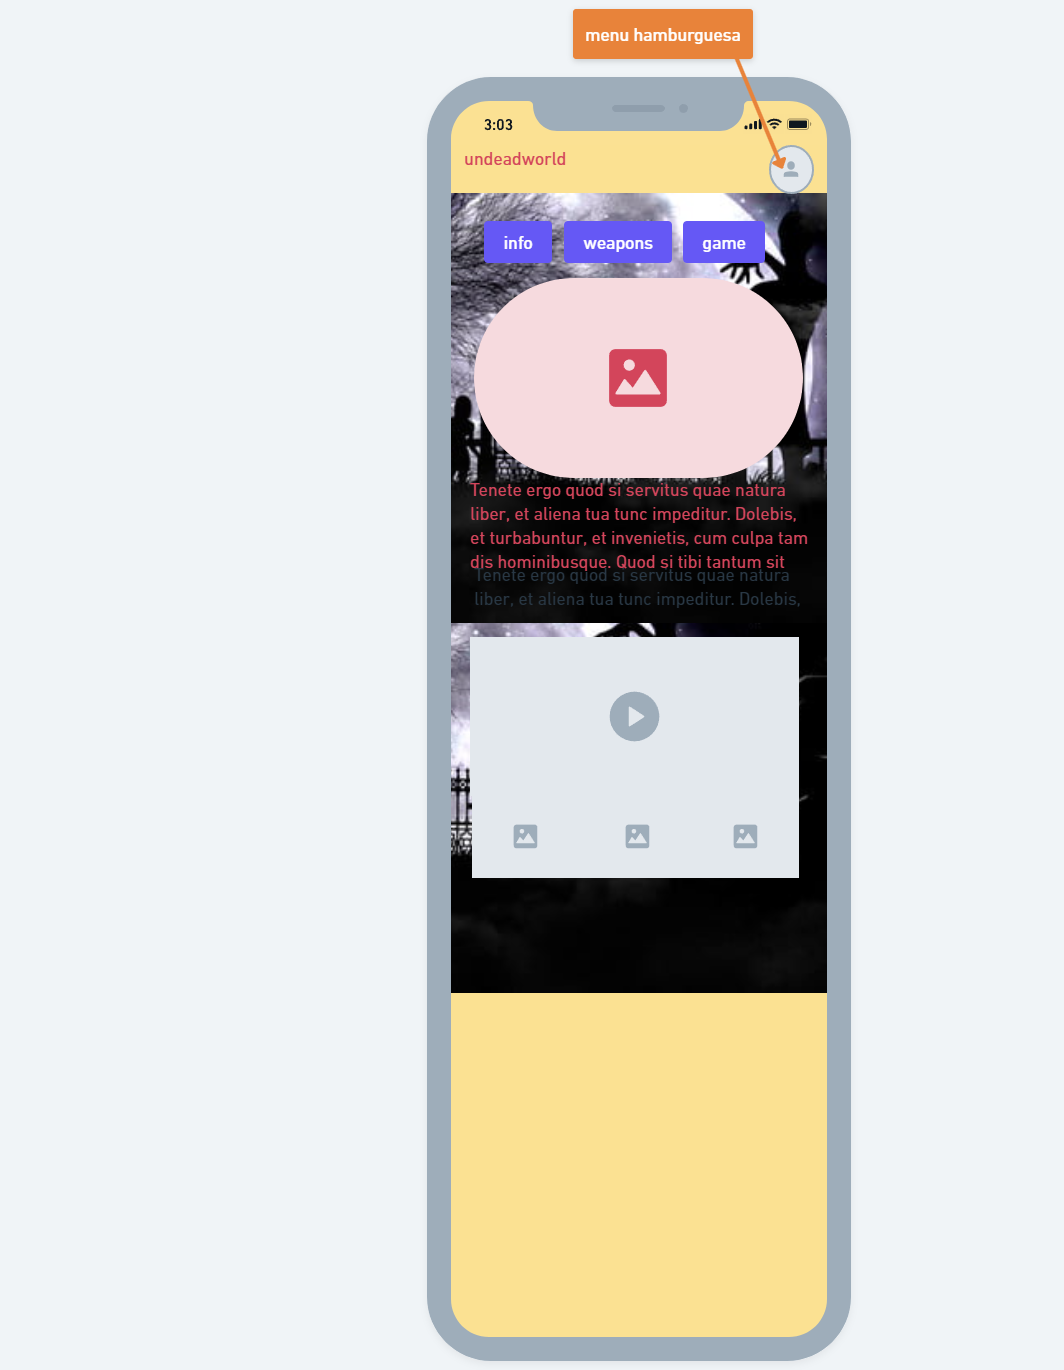 menu hamburguesa
3:03
undeadworld
info
weapons
game
Tenete ergo quod si servitus quae natura
liber, et aliena tua tunc impeditur. Dolebis,
et turbabuntur, et invenietis, cum culpa tam
dis hominibusque. Quod si tibi tantum sit
Tenete ergo quod si servitus quae natura
liber, et aliena tua tunc impeditur. Dolebis,